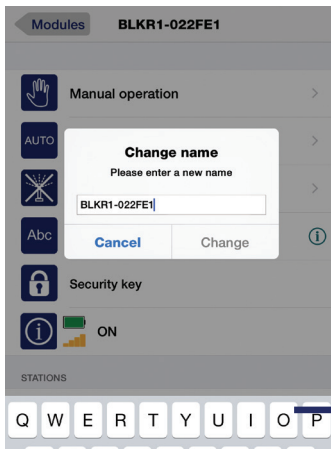 Modules BLKR1-022FE1
Manual operation
AUTO
Change name
Please enter a new name
BLKR1-022FE1
Abc
Cancel Change
Security key
ON
STATIONS
Q W E R T Y U I O P